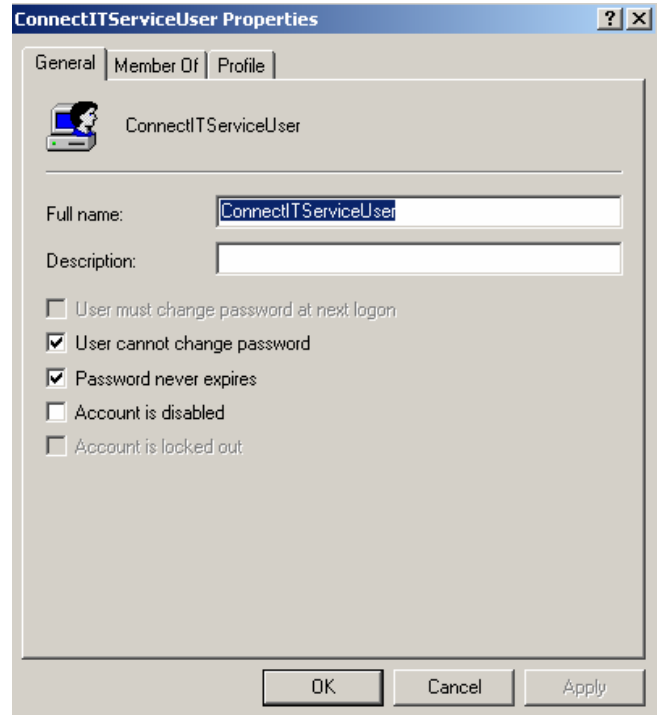 ConnectITServiceUser Properties
General Member Of Profile
ConnectITServiceUser
Full name: ConnectITServiceUser
Description:
User must change password at next logon
User cannot change password
Password never expires
Account is disabled
Account is locked out
OK Cancel Apply